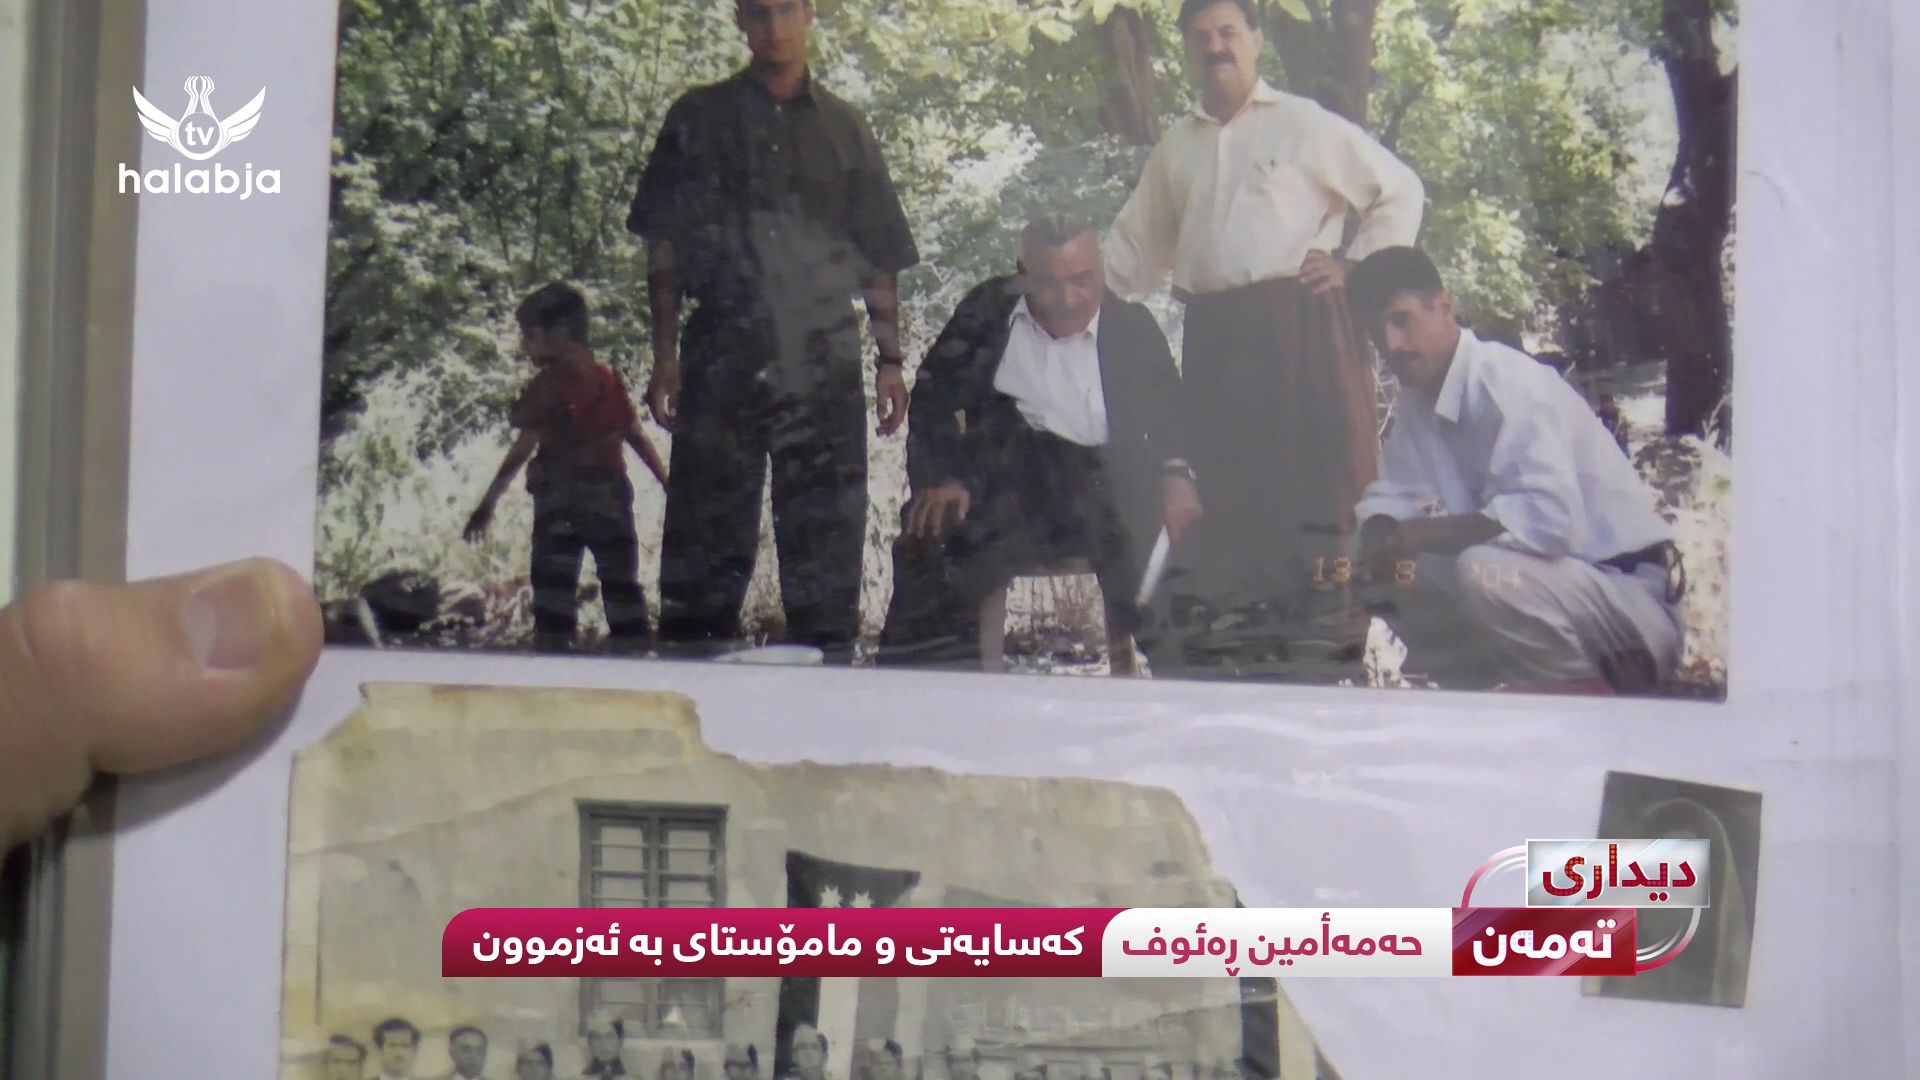 tv
halabja
13 8 '04
دیداری
تەمەن
حەمەأمین ڕەئوف
کەسایەتی و مامۆستای بە ئەزموون